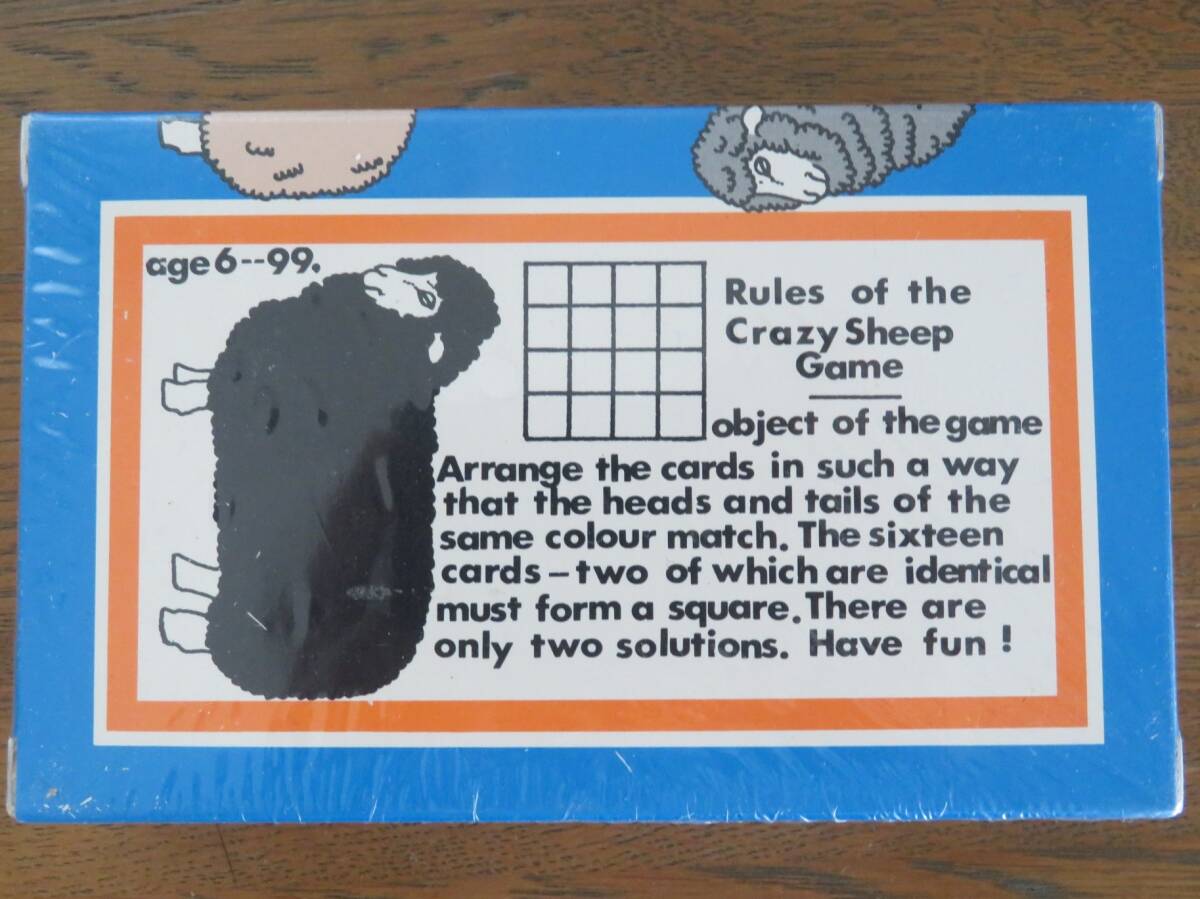 age 6--99.
Rules of the
Crazy Sheep
Game
object of the game
Arrange the cards in such a way
that the heads and tails of the
same colour match. The sixteen
cards – two of which are identical
must form a square. There are
only two solutions. Have fun !